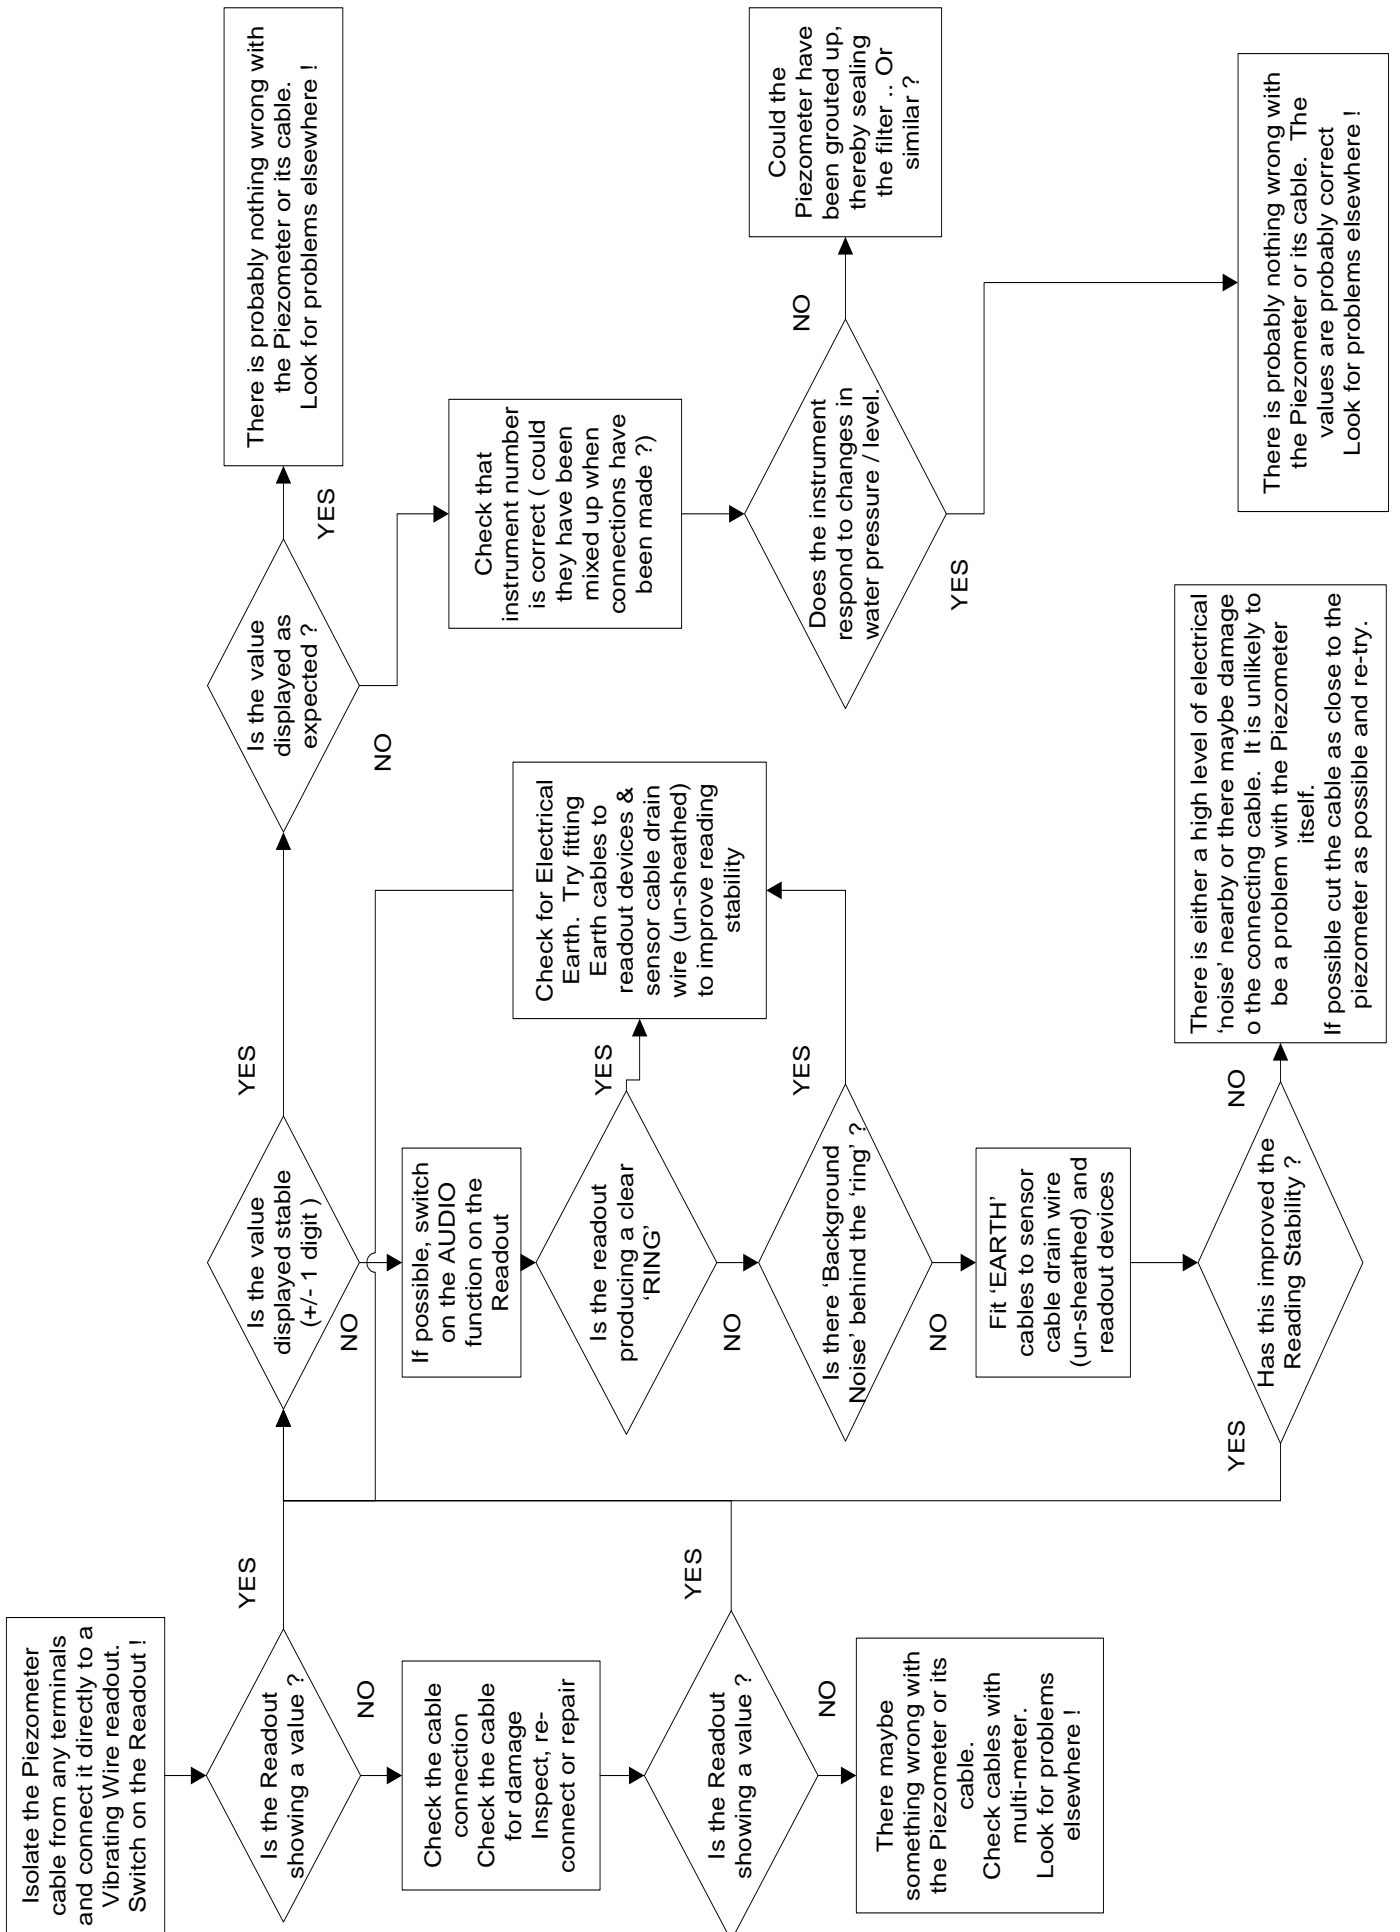 Isolate the Piezometer
cable from any terminals
and connect it directly to a
Vibrating Wire readout.
Switch on the Readout !
Is the Readout
showing a value ?
YES
NO
Check the cable
connection
Check the cable
for damage
Inspect, re-
connect or repair
Is the Readout
showing a value ?
YES
NO
There maybe
something wrong with
the Piezometer or its
cable.
Check cables with
multi-meter.
Look for problems
elsewhere !
Is the value
displayed stable
(+/- 1 digit )
YES
NO
If possible, switch
on the AUDIO
function on the
Readout
Is the readout
producing a clear
‘RING’
YES
NO
Is there ‘Background
Noise’ behind the ‘ring’ ?
YES
NO
Fit ‘EARTH’
cables to sensor
cable drain wire
(un-sheathed) and
readout devices
Has this improved the
Reading Stability ?
YES
NO
Check for Electrical
Earth. Try fitting
Earth cables to
readout devices &
sensor cable drain
wire (un-sheathed)
to improve reading
stability
There is either a high level of electrical
‘noise’ nearby or there maybe damage
o the connecting cable. It is unlikely to
be a problem with the Piezometer
itself.
If possible cut the cable as close to the
piezometer as possible and re-try.
Is the value
displayed as
expected ?
YES
NO
There is probably nothing wrong with
the Piezometer or its cable.
Look for problems elsewhere !
Check that
instrument number
is correct ( could
they have been
mixed up when
connections have
been made ?)
Does the instrument
respond to changes in
water pressure / level.
NO
YES
Could the
Piezometer have
been grouted up,
thereby sealing
the filter .. Or
similar ?
There is probably nothing wrong with
the Piezometer or its cable. The
values are probably correct
Look for problems elsewhere !